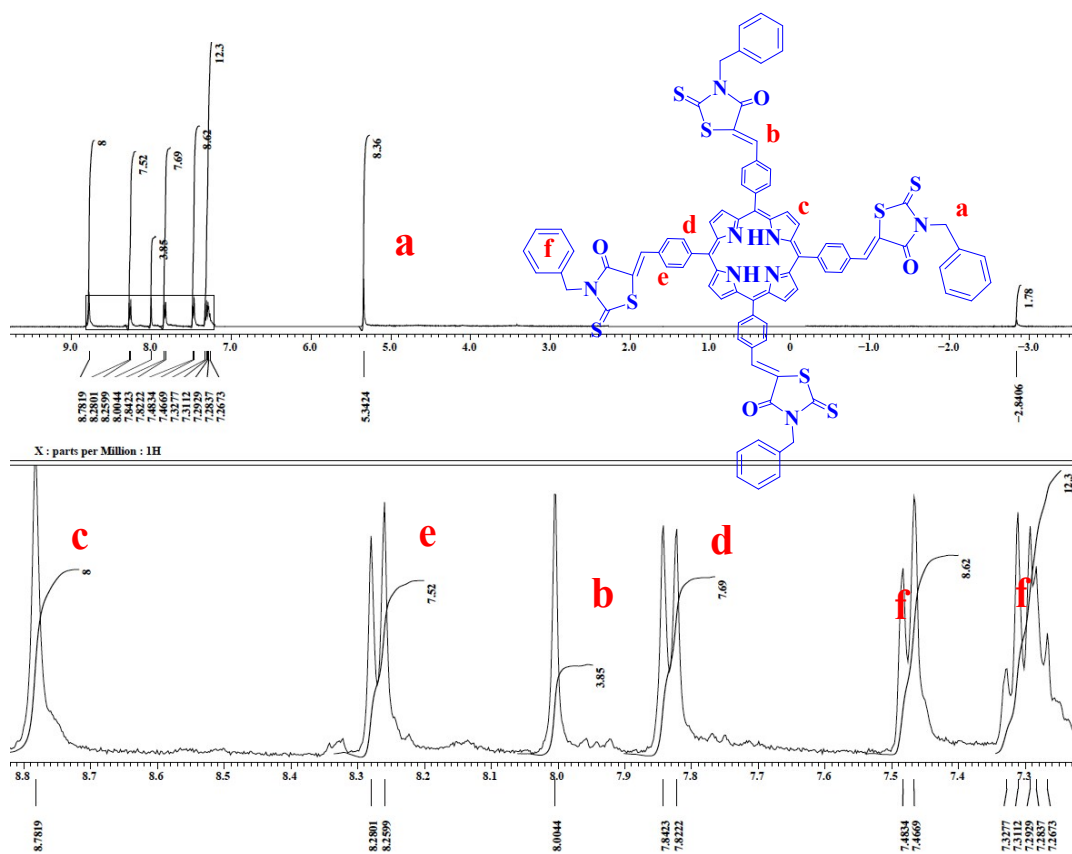 12.3
8
7.52
3.85
7.69
8.62
8.36
1.78
a
N
S
O
S
b
d
c
N
HN
NH
N
e
f
O
N
S
S
S
S
N
O
a
S
O
N
S
9.0 8.0 7.0 6.0 5.0 4.0 3.0 2.0 1.0 0 −1.0 −2.0 −3.0
8.7819
8.2801
8.2599
8.0044
7.8423
7.8222
7.4834
7.4669
7.3277
7.3112
7.2929
7.2837
7.2673
5.3424
−2.8406
X : parts per Million : 1H
c
8
e
7.52
b
3.85
d
7.69
f
8.62
f
12.3
8.8 8.7 8.6 8.5 8.4 8.3 8.2 8.1 8.0 7.9 7.8 7.7 7.6 7.5 7.4 7.3
8.7819
8.2801
8.2599
8.0044
7.8423
7.8222
7.4834
7.4669
7.3277
7.3112
7.2929
7.2837
7.2673